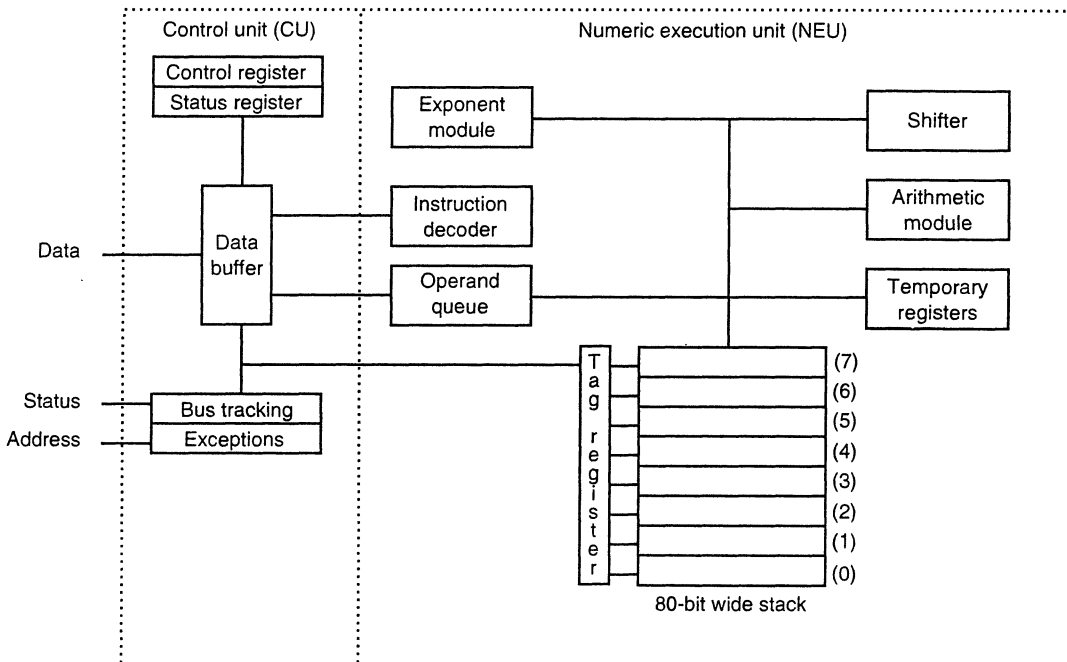 Control unit (CU)
Numeric execution unit (NEU)
Control register
Status register
Exponent
module
Shifter
Data
buffer
Instruction
decoder
Arithmetic
module
Data
Operand
queue
Temporary
registers
Tag register
(7)
(6)
(5)
(4)
(3)
(2)
(1)
(0)
Status
Address
Bus tracking
Exceptions
80-bit wide stack